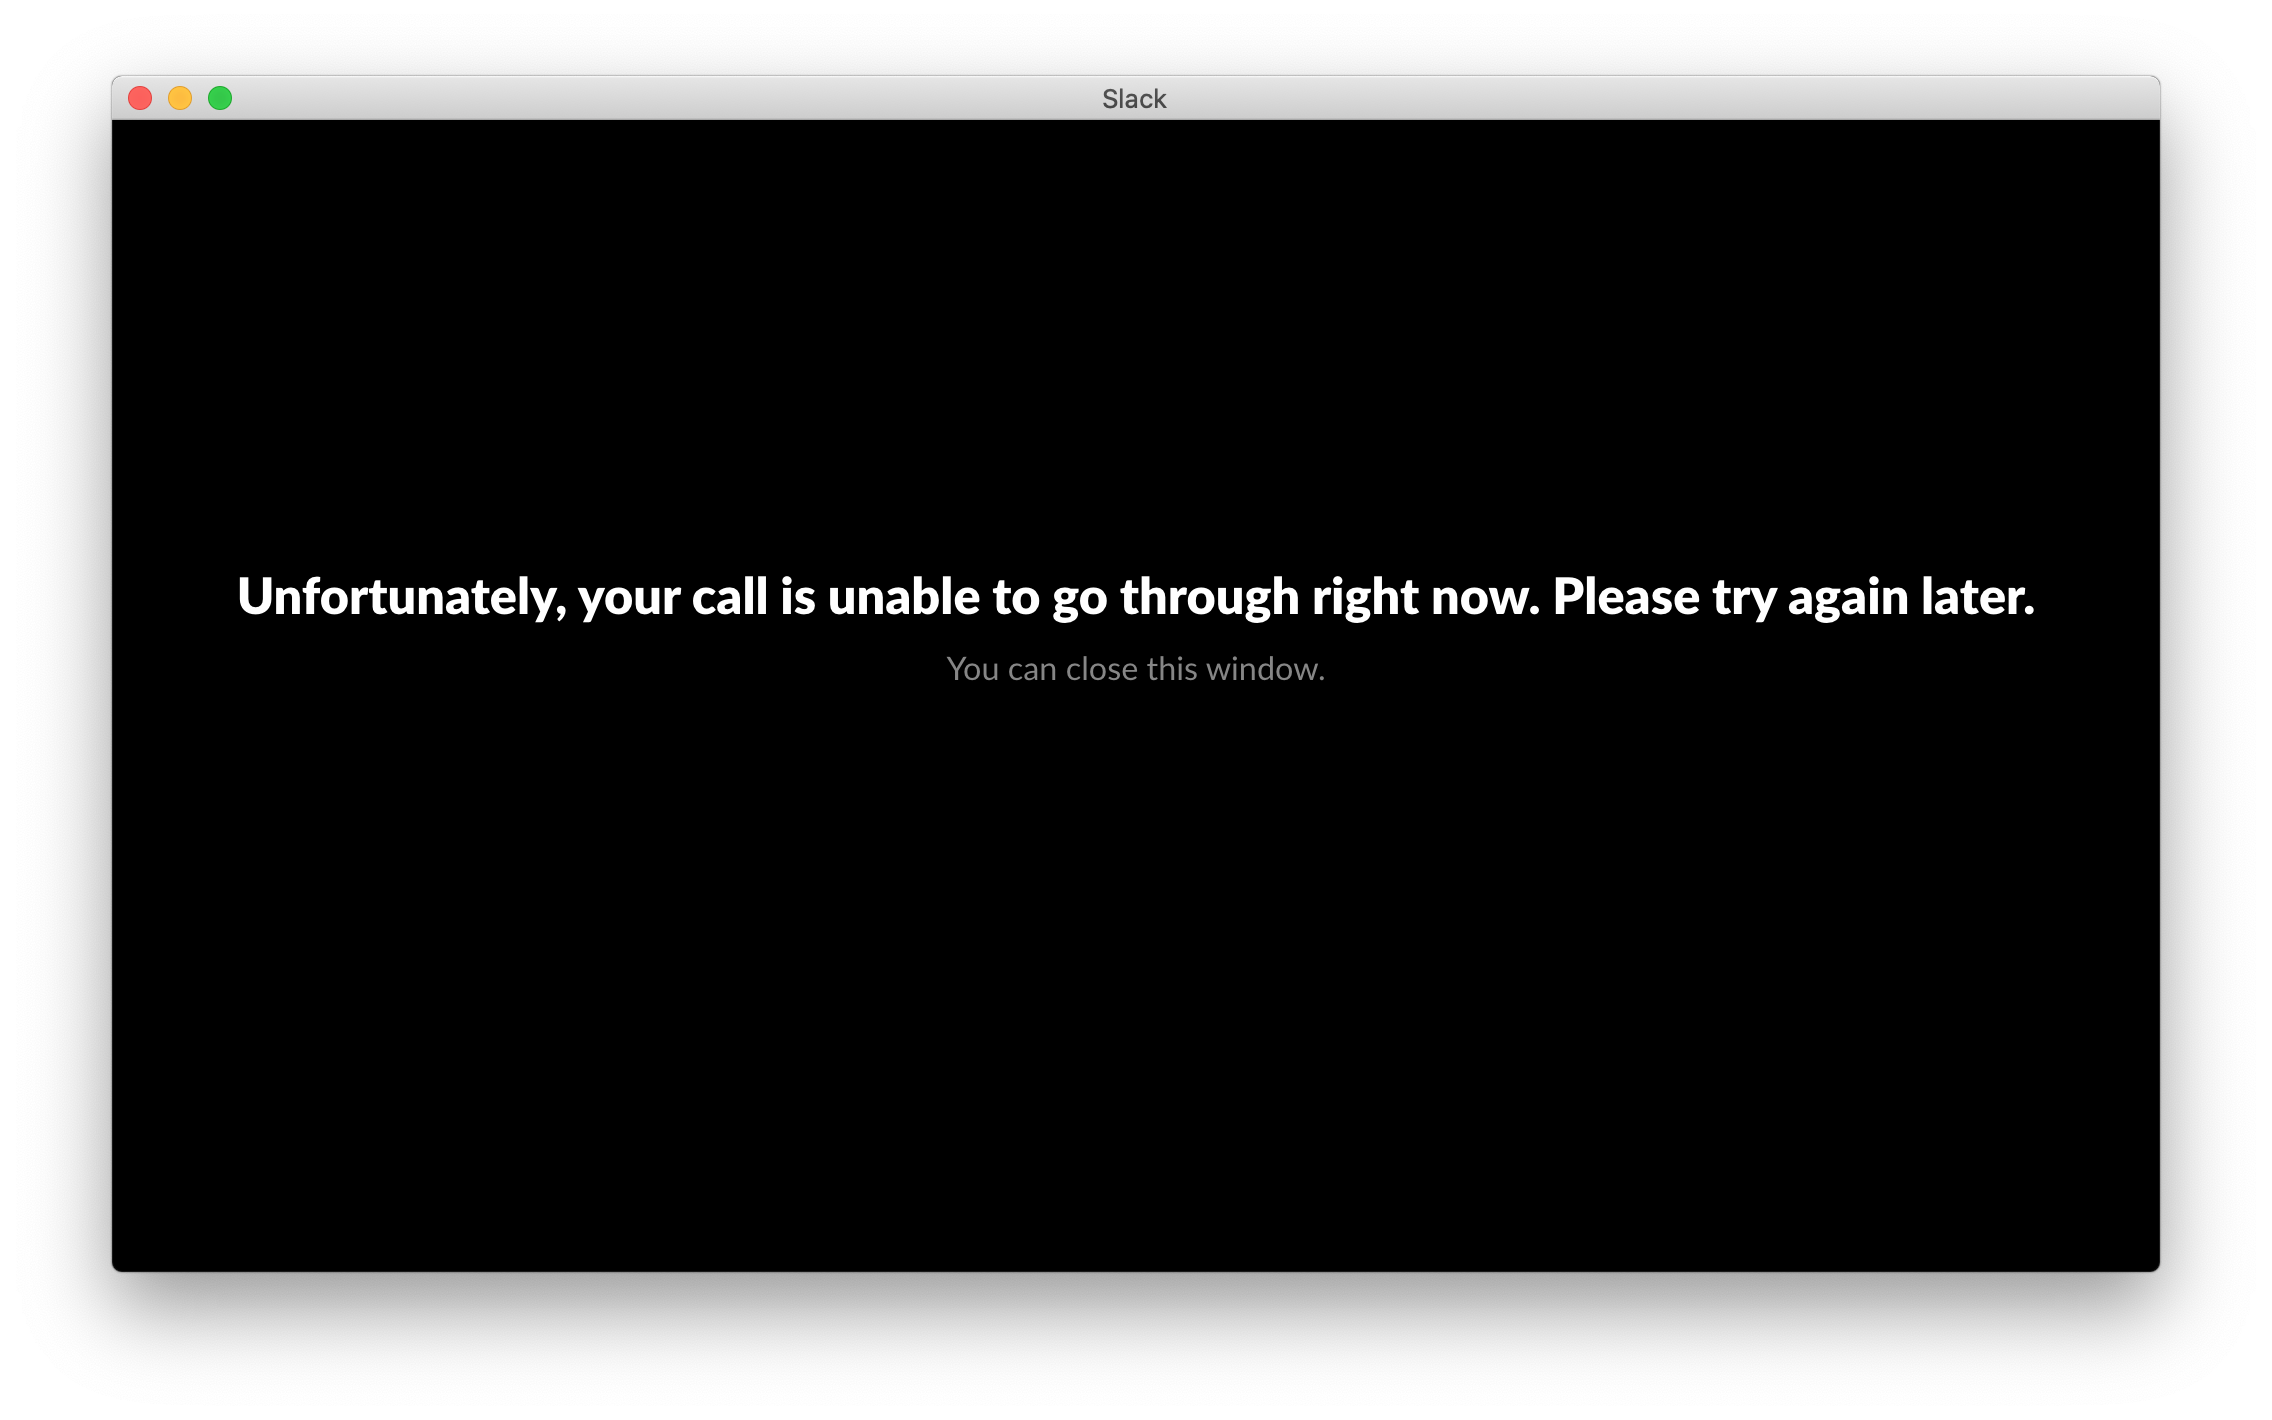 Slack
Unfortunately, your call is unable to go through right now. Please try again later.
You can close this window.